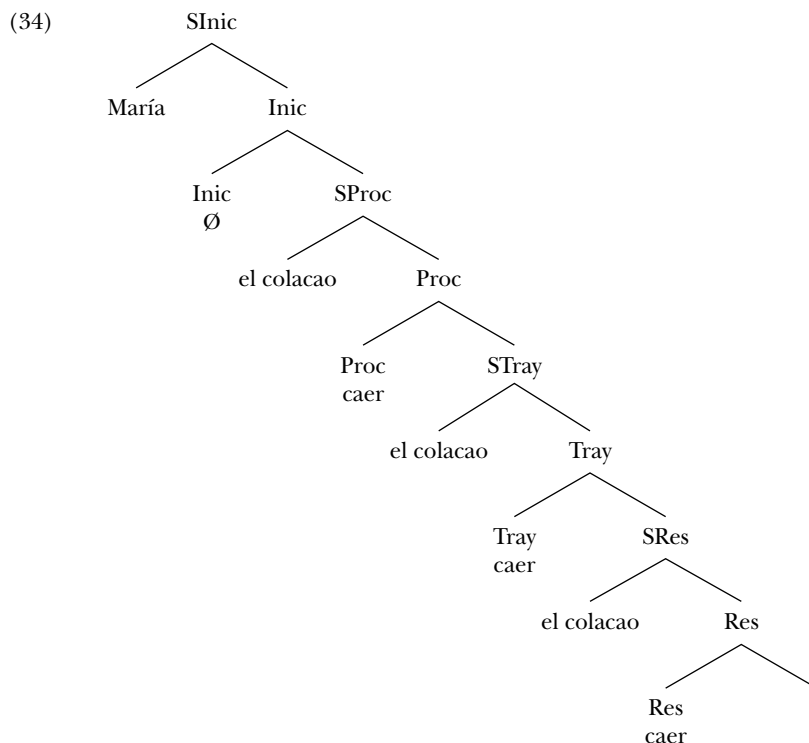 (34)
SInic
María Inic
Inic SProc
Ø
el colacao Proc
Proc STray
caer
el colacao Tray
Tray SRes
caer
el colacao Res
Res
caer